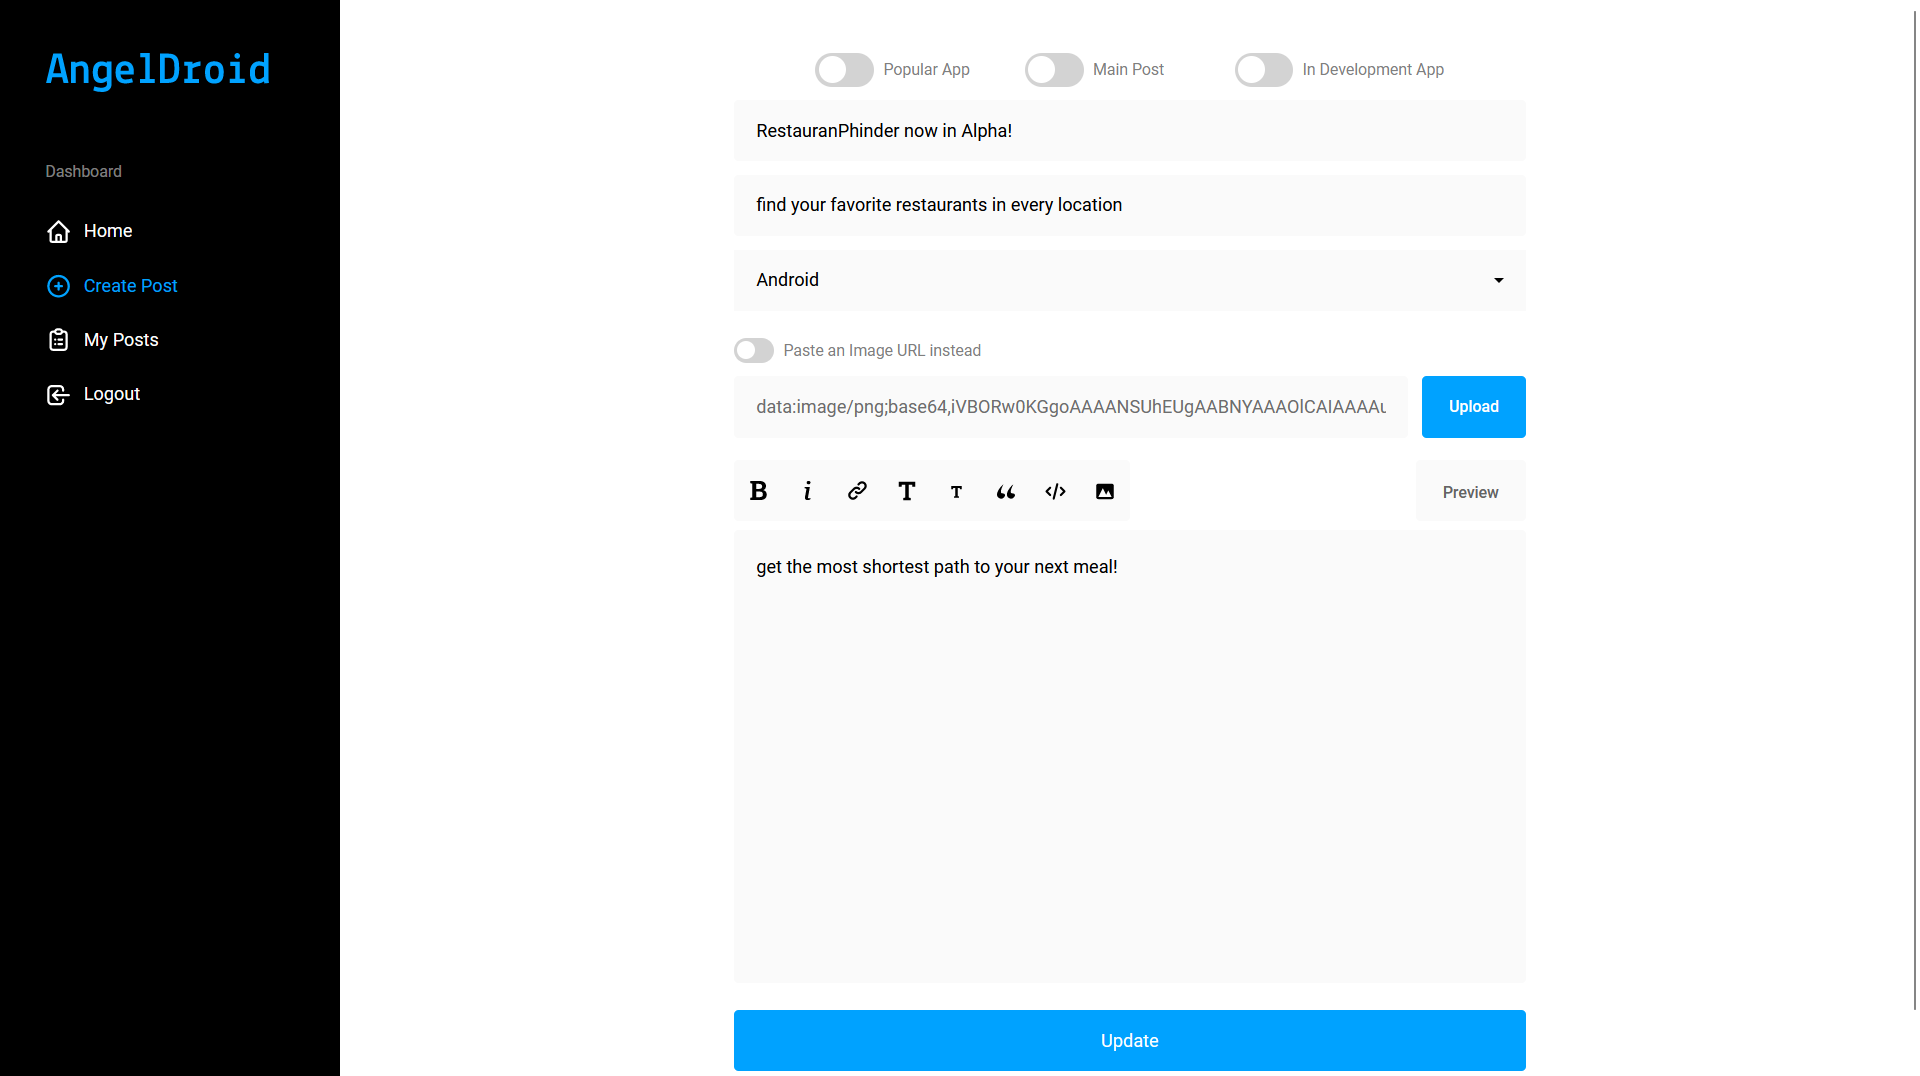 AngelDroid
Dashboard
Home
Create Post
My Posts
Logout
Popular App
Main Post
In Development App
RestauranPhinder now in Alpha!
find your favorite restaurants in every location
Android
Paste an Image URL instead
data:image/png;base64,iVBORw0KGgoAAAANSUhEUgAABNYAAAOlCAIAAAAu
Upload
B i T T
Preview
get the most shortest path to your next meal!
Update